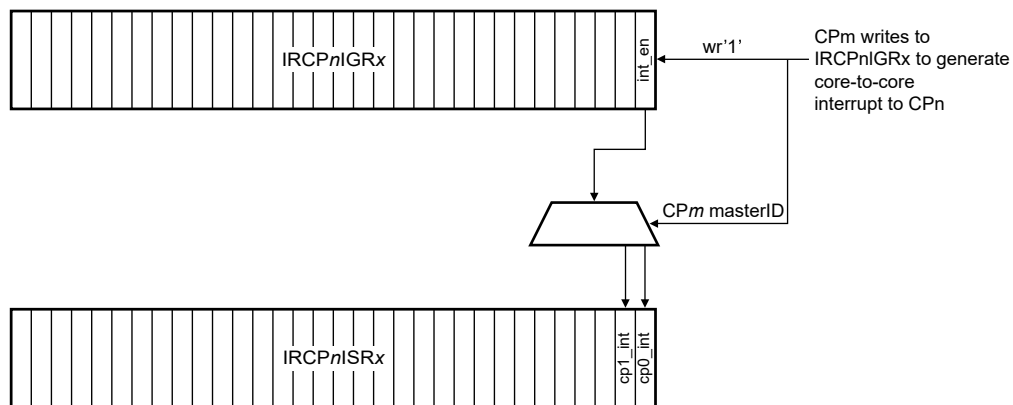 IRCPnIGRx
int_en
wr'1'
CPm writes to
IRCPnIGRx to generate
core-to-core
interrupt to CPn
CPm masterID
IRCPnISRx
cp1_int
cp0_int